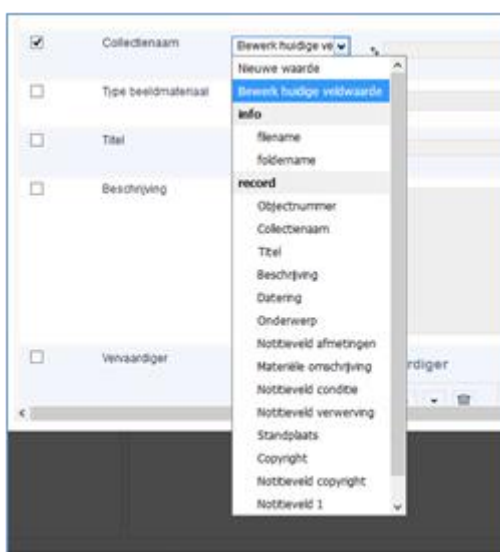 Collectienaam
Bewerk huidige ve
Nieuwe waarde
Type beeldmateriaal
Bewerk huidige veldwaarde
info
Titel
filename
foldername
Beschrijving
record
Objectnummer
Collectienaam
Titel
Beschrijving
Datering
Onderwerp
Notitieveld afmetingen
Vervaardiger
Materiële omschrijving
rdiger
Notitieveld conditie
Notitieveld verwerving
Standplaats
Copyright
Notitieveld copyright
Notitieveld 1